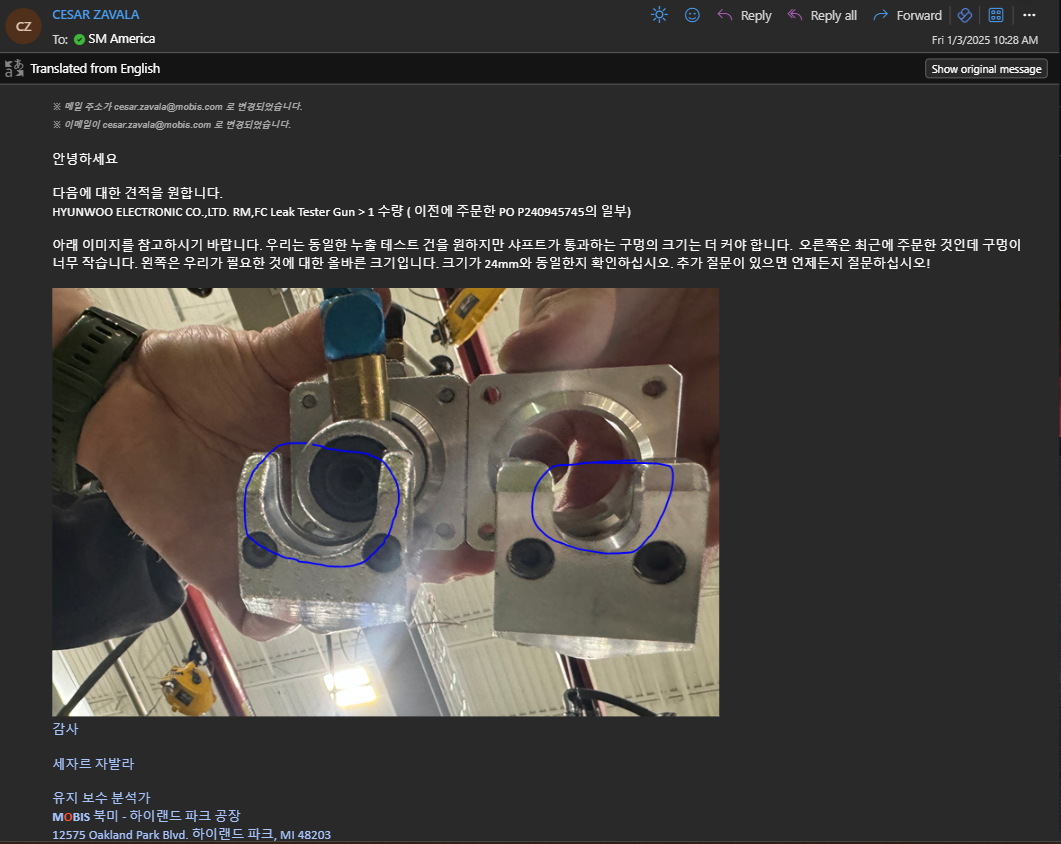 CZ
CESAR ZAVALA
Reply
Reply all
Forward
To: SM America
Fri 1/3/2025 10:28 AM
Translated from English
Show original message
※ 메일 주소가 cesar.zavala@mobis.com 로 변경되었습니다.
※ 이메일이 cesar.zavala@mobis.com 로 변경되었습니다.
안녕하세요
다음에 대한 견적을 원합니다.
HYUNWOO ELECTRONIC CO.,LTD. RM,FC Leak Tester Gun > 1 수량 ( 이전에 주문한 PO P240945745의 일부)
아래 이미지를 참고하시기 바랍니다. 우리는 동일한 누출 테스트 건을 원하지만 샤프트가 통과하는 구멍의 크기는 더 커야 합니다. 오른쪽은 최근에 주문한 것인데 구멍이
너무 작습니다. 왼쪽은 우리가 필요한 것에 대한 올바른 크기입니다. 크기가 24mm와 동일한지 확인하십시오. 추가 질문이 있으면 언제든지 질문하십시오!
감사
세자르 자발라
유지 보수 분석가
MOBIS 북미 - 하이랜드 파크 공장
12575 Oakland Park Blvd. 하이랜드 파크, MI 48203